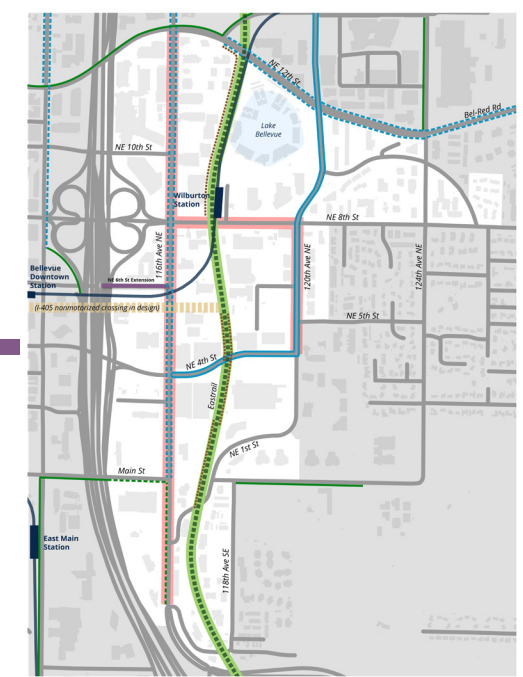 NE 12th St
Bel-Red Rd
Lake
Bellevue
NE 10th St
Wilburton
Station
NE 8th St
116th Ave NE
120th Ave NE
124th Ave NE
Bellevue
Downtown
Station
NE 6th St Extension
(I-405 nonmotorized crossing in design)
NE 5th St
NE 4th St
Eastrail
NE 1st St
Main St
East Main
Station
118th Ave SE